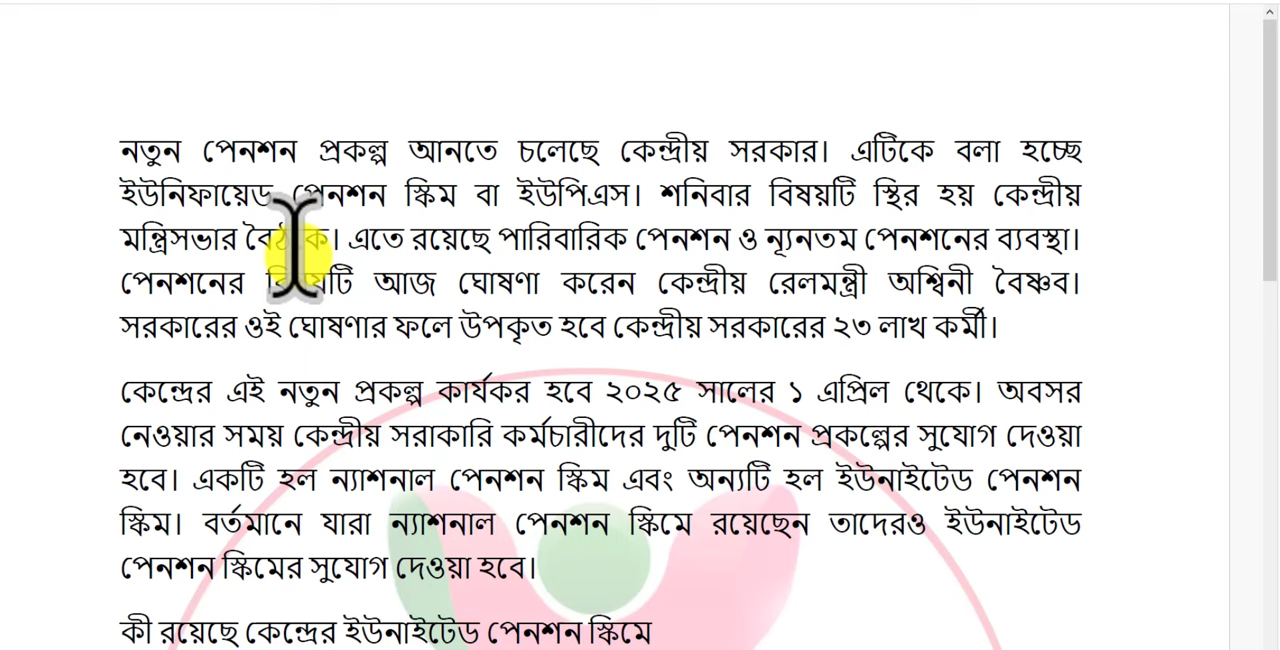 নতুন পেনশন প্রকল্প আনতে চলেছে কেন্দ্রীয় সরকার। এটিকে বলা হচ্ছে
ইউনিফায়েড পেনশন স্কিম বা ইউপিএস। শনিবার বিষয়টি স্থির হয় কেন্দ্রীয়
মন্ত্রিসভার বৈঠকে। এতে রয়েছে পারিবারিক পেনশন ও ন্যূনতম পেনশনের ব্যবস্থা।
পেনশনের বিষয়টি আজ ঘোষণা করেন কেন্দ্রীয় রেলমন্ত্রী অশ্বিনী বৈষ্ণব।
সরকারের ওই ঘোষণার ফলে উপকৃত হবে কেন্দ্রীয় সরকারের ২৩ লাখ কর্মী।
কেন্দ্রের এই নতুন প্রকল্প কার্যকর হবে ২০২৫ সালের ১ এপ্রিল থেকে। অবসর
নেওয়ার সময় কেন্দ্রীয় সরাকারি কর্মচারীদের দুটি পেনশন প্রকল্পের সুযোগ দেওয়া
হবে। একটি হল ন্যাশনাল পেনশন স্কিম এবং অন্যটি হল ইউনাইটেড পেনশন
স্কিম। বর্তমানে যারা ন্যাশনাল পেনশন স্কিমে রয়েছেন তাদেরও ইউনাইটেড
পেনশন স্কিমের সুযোগ দেওয়া হবে।
কী রয়েছে কেন্দ্রের ইউনাইটেড পেনশন স্কিমে